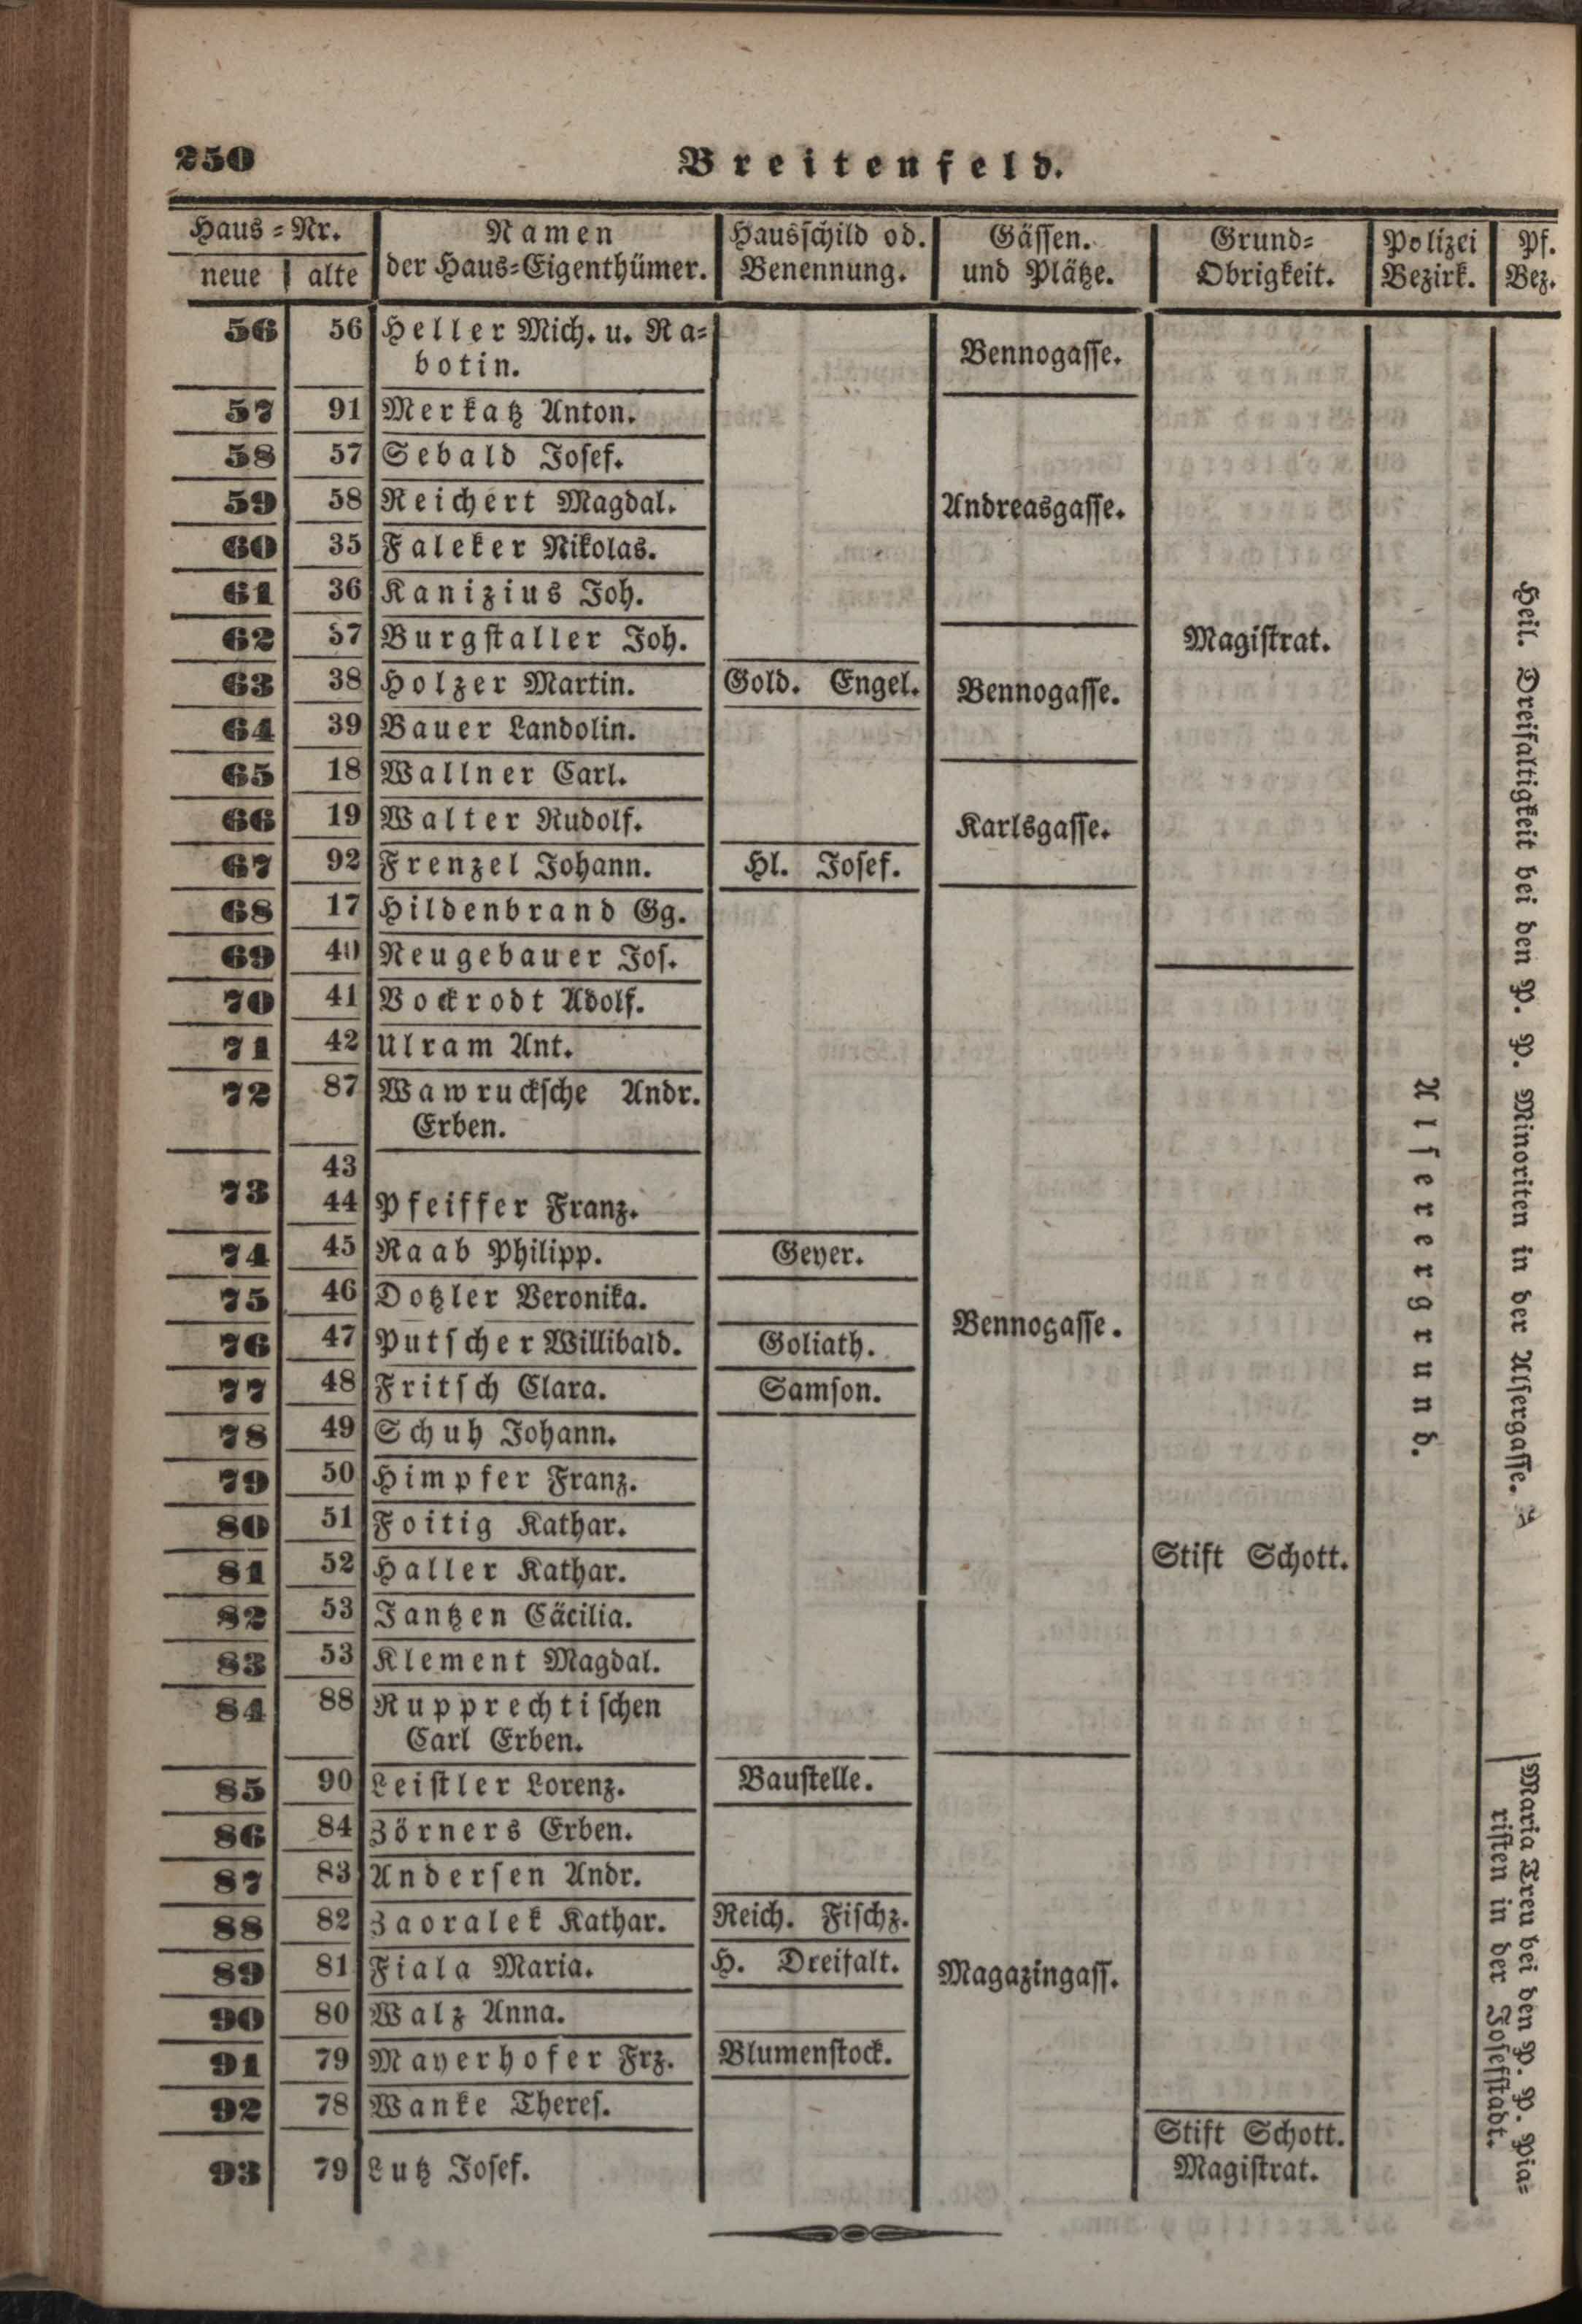 250
Breitenfeld.
Haus=Nr. | Namen | Hausschild od. | Gässen. | Grund= | Polizei | Pf.
neue | alte | der Haus=Eigenthümer. | Benennung. | und Plätze. | Obrigkeit. | Bezirk. | Bez.
56 56 Heller Mich. u. Na= Bennogasse.
botin.
57 91 Merkatz Anton.
58 57 Sebald Josef.
59 58 Reichert Magdal. Andreasgasse.
60 35 Faleker Nikolas.
61 36 Kanizius Joh.
62 37 Burgstaller Joh. Magistrat.
63 38 Holzer Martin. Gold. Engel. Bennogasse.
64 39 Bauer Landolin.
65 18 Wallner Carl.
66 19 Walter Rudolf. Karlsgasse.
67 92 Frenzel Johann. Hl. Josef.
68 17 Hildenbrand Gg.
69 40 Neugebauer Jos.
70 41 Vockrodt Adolf.
71 42 Ulram Ant.
72 87 Wawrucksche Andr.
Erben.
73 43
44 Pfeiffer Franz.
74 45 Raab Philipp. Geyer.
75 46 Dotzler Veronika.
76 47 Putscher Willibald. Goliath. Bennogasse.
77 48 Fritsch Clara. Samson.
78 49 Schuh Johann.
79 50 Himpfer Franz.
80 51 Foitig Kathar.
81 52 Haller Kathar. Stift Schott.
82 53 Jantzen Cäcilia.
83 53 Klement Magdal.
84 88 Rupprechtischen
Carl Erben.
85 90 Leistler Lorenz. Baustelle.
86 84 Zörners Erben.
87 83 Andersen Andr.
88 82 Zaoralek Kathar. Reich. Fischz.
89 81 Fiala Maria. H. Dreifalt. Magazingass.
90 80 Walz Anna.
91 79 Mayerhofer Frz. Blumenstock.
92 78 Wanke Theres. Stift Schott.
93 79 Lutz Josef. Magistrat.
Alserergrund.
Heil. Dreifaltigkeit bei den P. P. Minoriten in der Alsergasse.
Maria Treu bei den P. P. Pia=
risten in der Josefstadt.